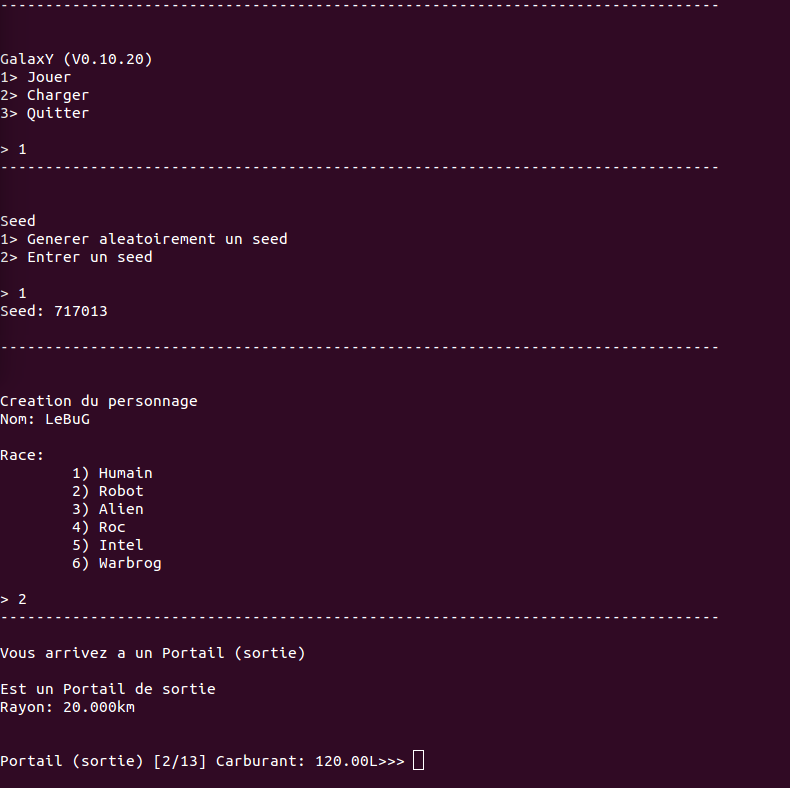 --------------------------------------------------------------------------------
GalaxY (V0.10.20)
1> Jouer
2> Charger
3> Quitter
> 1
--------------------------------------------------------------------------------
Seed
1> Generer aleatoirement un seed
2> Entrer un seed
> 1
Seed: 717013
--------------------------------------------------------------------------------
Creation du personnage
Nom: LeBuG
Race:
1) Humain
2) Robot
3) Alien
4) Roc
5) Intel
6) Warbrog
> 2
--------------------------------------------------------------------------------
Vous arrivez a un Portail (sortie)
Est un Portail de sortie
Rayon: 20.000km
Portail (sortie) [2/13] Carburant: 120.00L>>>